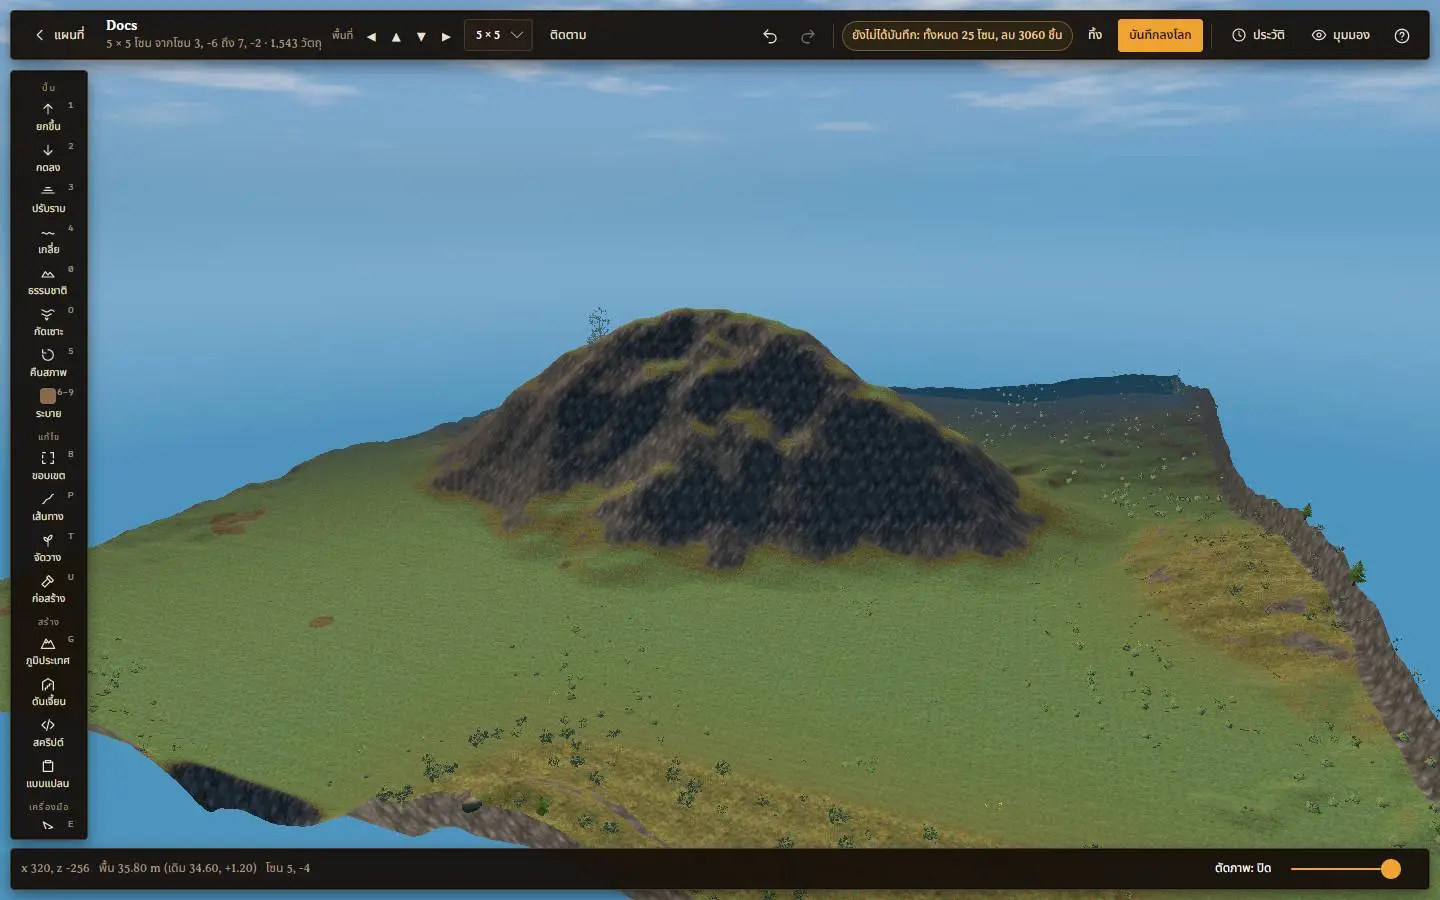 แผนที่
Docs
5 × 5 โซน จากโซน 3, -6 ถึง 7, -2 · 1,543 วัตถุ
พื้นที่
5 × 5
ติดตาม
ยังไม่ได้บันทึก: ทั้งหมด 25 โซน, ลบ 3060 ชิ้น
ทิ้ง
บันทึกลงโลก
ประวัติ
มุมมอง
ปั้น
1
ยกขึ้น
2
กดลง
3
ปรับราบ
4
เกลี่ย
0
ธรรมชาติ
O
กัดเซาะ
5
คืนสภาพ
6-9
ระบาย
แก้ไข
B
ขอบเขต
P
เส้นทาง
T
จัดวาง
U
ก่อสร้าง
สร้าง
G
ภูมิประเทศ
ดันเจี้ยน
สคริปต์
แบบแปลน
เครื่องมือ
E
x 320, z -256 พื้น 35.80 m (เดิม 34.60, +1.20) โซน 5, -4
ตัดภาพ: ปิด